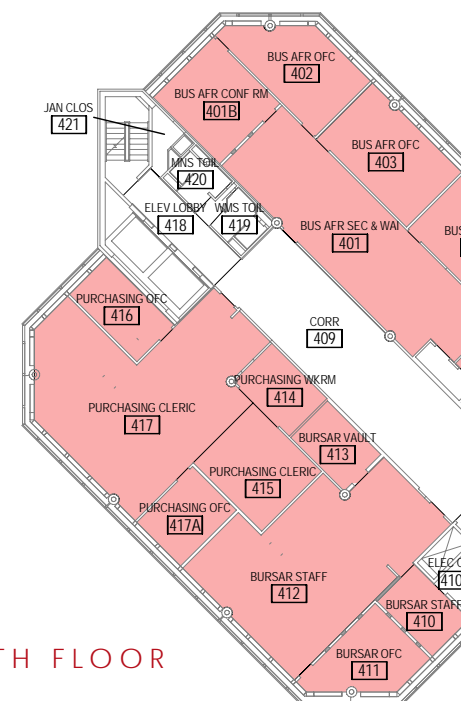 BUS AFR OFC
402
BUS AFR CONF RM
401B
JAN CLOS
421
BUS AFR OFC
403
MNS TOIL
420
ELEV LOBBY
418
WMS TOIL
419
BUS AFR SEC & WAI
401
BUS
PURCHASING OFC
416
CORR
409
PURCHASING WKRM
414
PURCHASING CLERIC
417
BURSAR VAULT
413
PURCHASING CLERIC
415
PURCHASING OFC
417A
ELEC C
410
BURSAR STAFF
412
BURSAR STAFF
410
BURSAR OFC
411
TH FLOOR